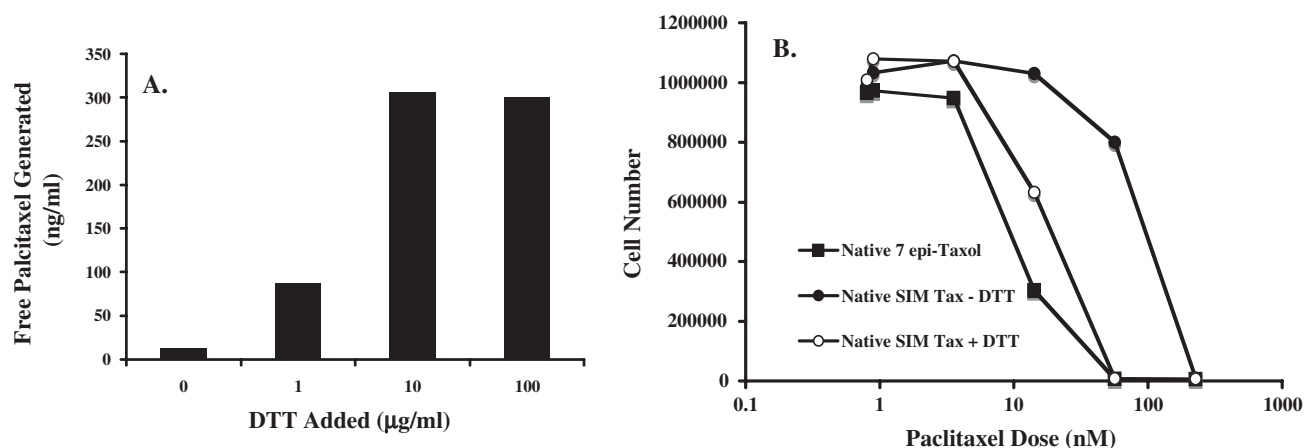 A.
350
300
250
200
150
100
50
0
0 1 10 100
DTT Added (μg/ml)
Free Palcitaxel Generated
(ng/ml)
B.
1200000
1000000
800000
600000
400000
200000
0
0.1 1 10 100 1000
Paclitaxel Dose (nM)
Cell Number
Native 7 epi-Taxol
Native SIM Tax - DTT
Native SIM Tax + DTT